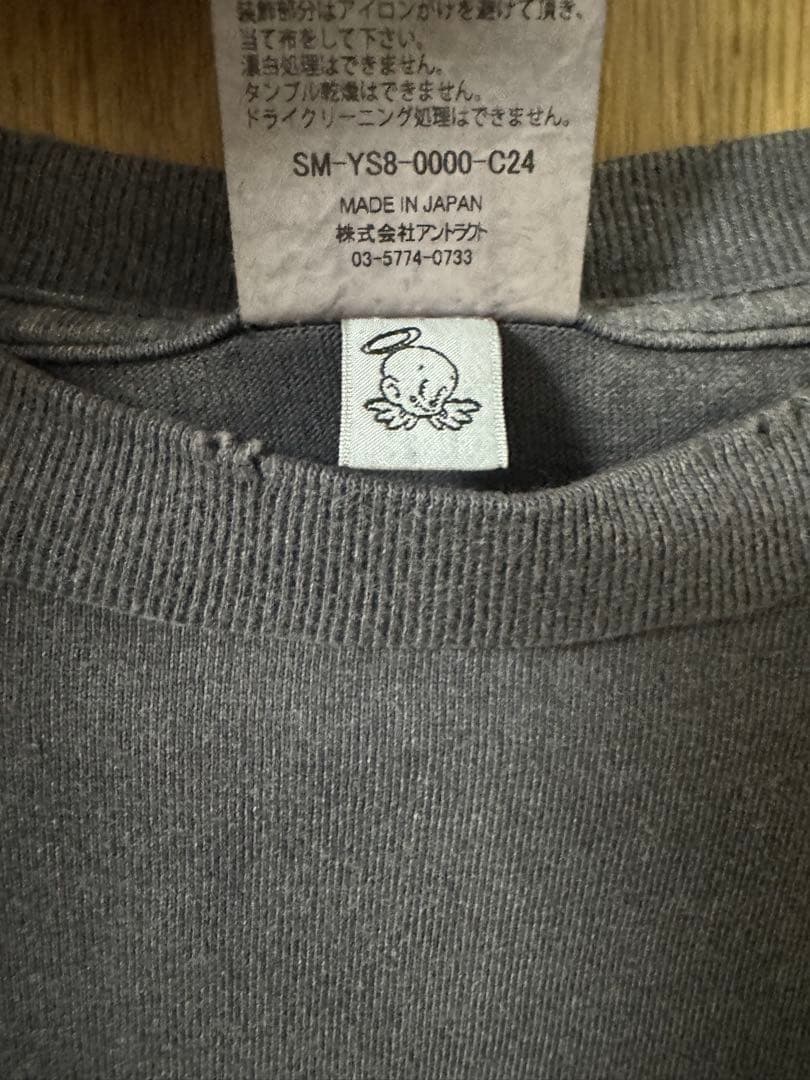 装飾部分はアイロンがけを避けて頂き、
当て布をして下さい。
漂白処理はできません。
タンブル乾燥はできません。
ドライクリーニング処理はできません。
SM-YS8-0000-C24
MADE IN JAPAN
株式会社アントラクト
03-5774-0733